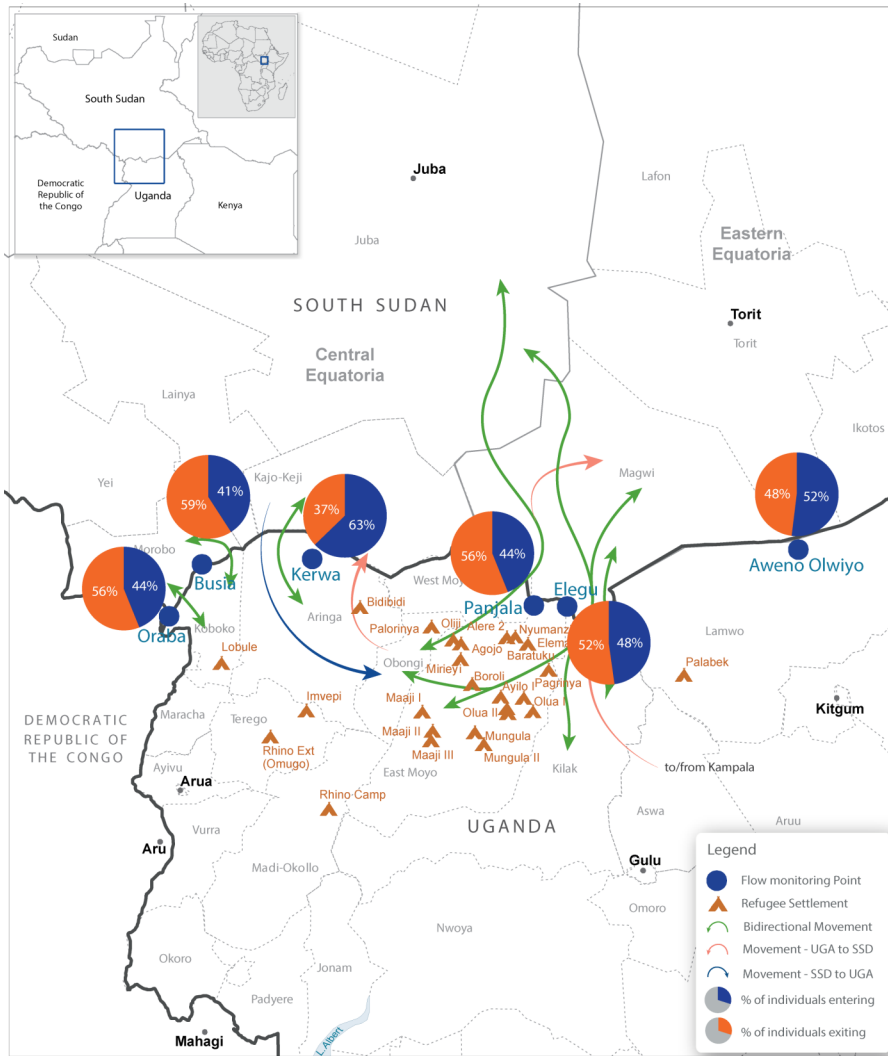 Sudan
South Sudan
Democratic
Republic of
the Congo
Uganda
Kenya
Juba
Lafon
Juba
Eastern
Equatoria
SOUTH SUDAN
Torit
Torit
Central
Equatoria
Lainya
Ikotos
Yei
Kajo-Keji
Magwi
41%
59%
37%
63%
48%
52%
Morobo
56%
44%
Aweno Olwiyo
56%
44%
Busia
Kerwa
West Moy
Panjala
Elegu
Oraba
Koboko
Aringa
Bidibidi
Palorinya
Oliji
Alere 2
Nyumanz
Elema
52%
48%
Lamwo
Agojo
Baratuku
Lobule
Obongi
Mirieyi
Palabek
Boroli
Pagrinya
Imvepi
Maaji I
Ayilo I
Olua I
Kitgum
DEMOCRATIC
REPUBLIC OF
THE CONGO
Maracha
Terego
Olua II
Rhino Ext
(Omugo)
Maaji II
Mungula
Maaji III
Mungula II
Ayivu
East Moyo
Kilak
to/from Kampala
Arua
Rhino Camp
Aswa
Aruu
Vurra
UGANDA
Aru
Madi-Okollo
Gulu
Omoro
Nwoya
Okoro
Jonam
Padyere
Mahagi
L. Albert
Legend
Flow monitoring Point
Refugee Settlement
Bidirectional Movement
Movement - UGA to SSD
Movement - SSD to UGA
% of individuals entering
% of individuals exiting